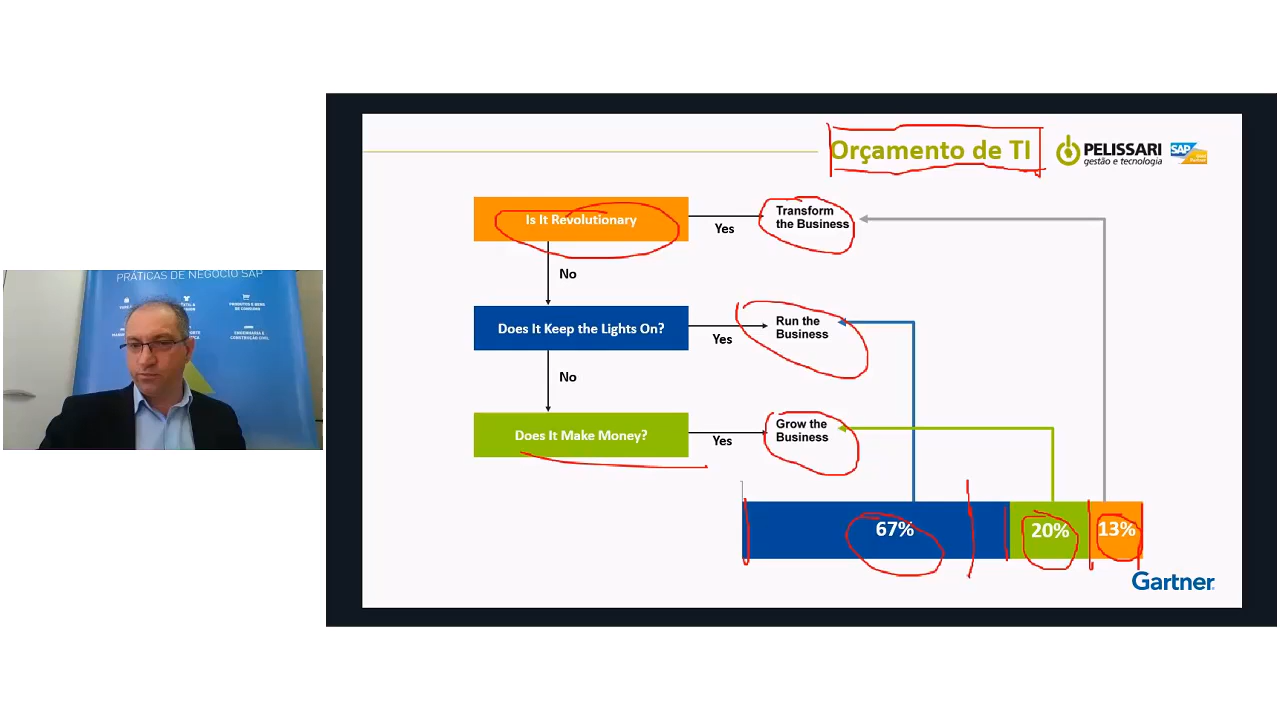 Orçamento de TI
PELISSARI
gestão e tecnologia
SAP
Is It Revolutionary
Yes
Transform
the Business
No
Does It Keep the Lights On?
Yes
Run the
Business
No
Does It Make Money?
Yes
Grow the
Business
67%
20%
13%
Gartner
PRÁTICAS DE NEGÓCIO SAP